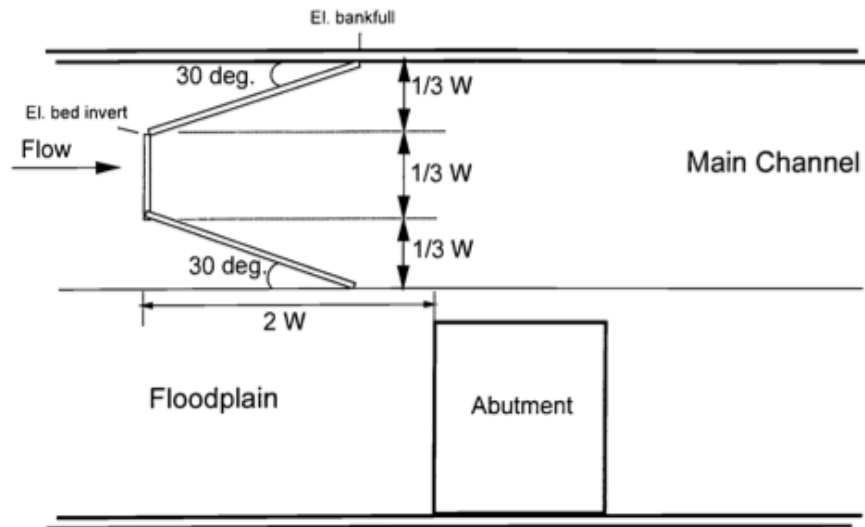 El. bankfull
30 deg.
1/3 W
El. bed invert
Flow
1/3 W
Main Channel
30 deg.
1/3 W
2 W
Floodplain
Abutment